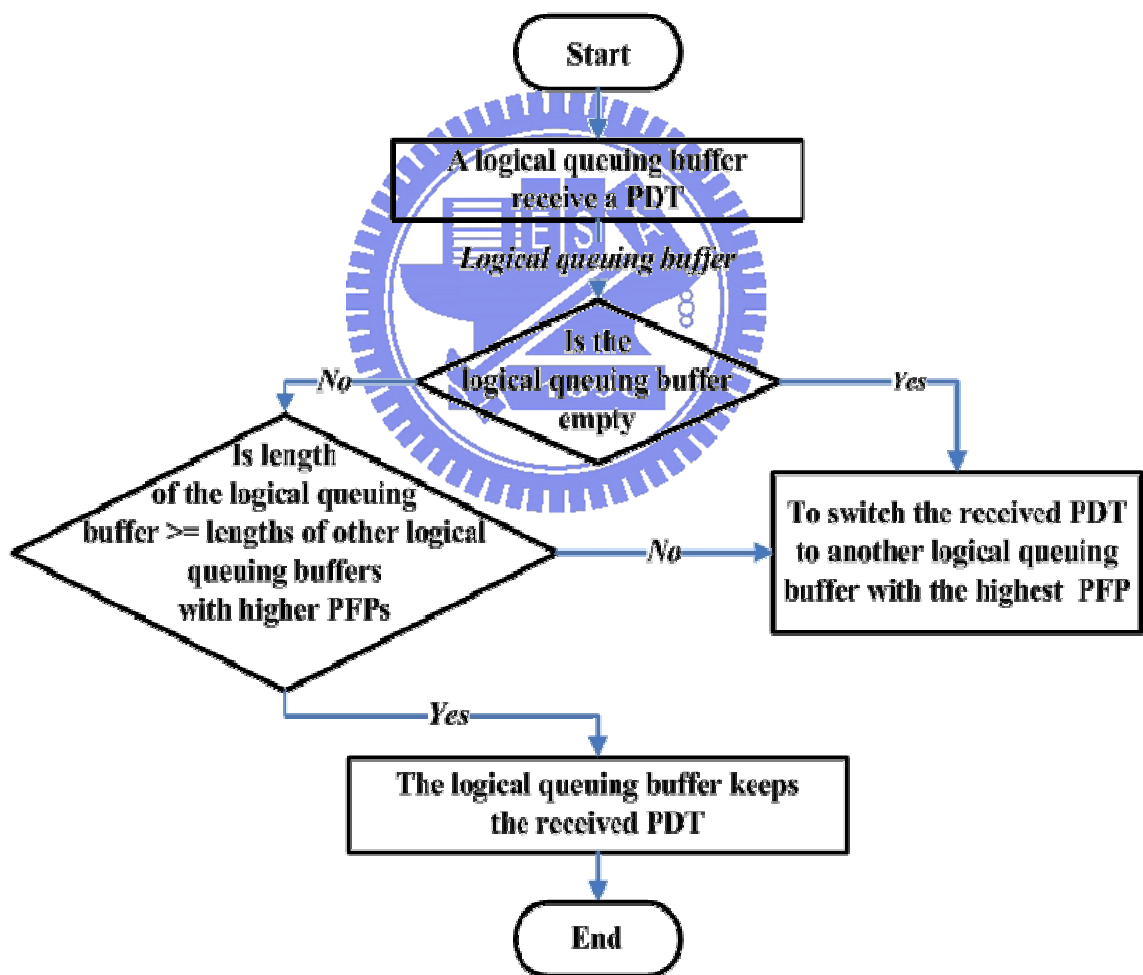 Start
A logical queuing buffer
receive a PDT
E S A
Logical queuing buffer
Is the
logical queuing buffer
empty
No
Yes
Is length
of the logical queuing
buffer >= lengths of other logical
queuing buffers
with higher PFPs
No
To switch the received PDT
to another logical queuing
buffer with the highest PFP
Yes
The logical queuing buffer keeps
the received PDT
End